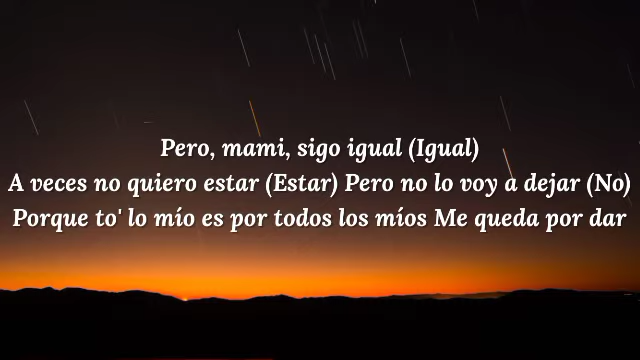 Pero, mami, sigo igual (Igual)
A veces no quiero estar (Estar) Pero no lo voy a dejar (No)
Porque to' lo mío es por todos los míos Me queda por dar